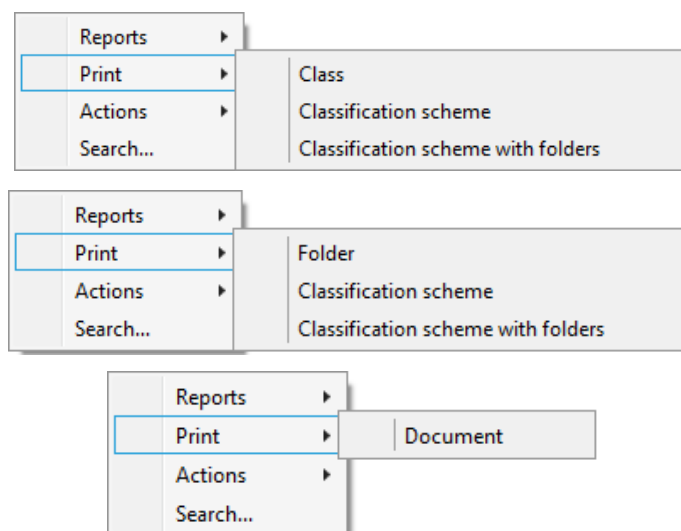 Reports
Print
Class
Actions
Classification scheme
Search...
Classification scheme with folders
Reports
Print
Folder
Actions
Classification scheme
Search...
Classification scheme with folders
Reports
Print
Document
Actions
Search...